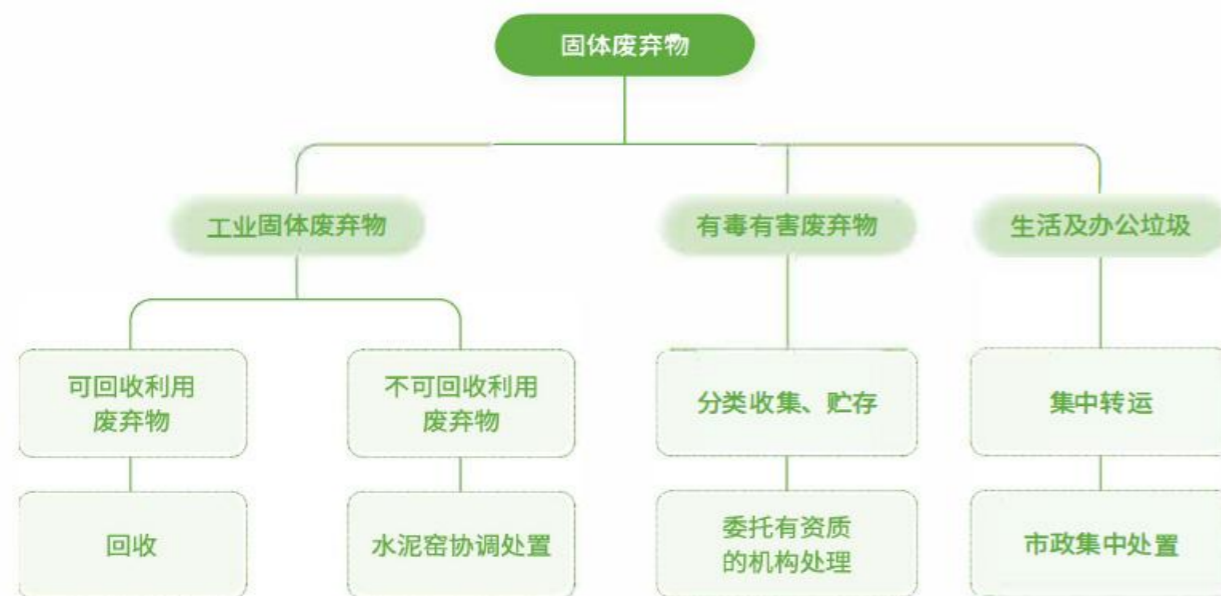 固体废弃物
工业固体废弃物
有毒有害废弃物
生活及办公垃圾
可回收利用
废弃物
不可回收利用
废弃物
分类收集、贮存
集中转运
回收
水泥窑协调处置
委托有资质
的机构处理
市政集中处置